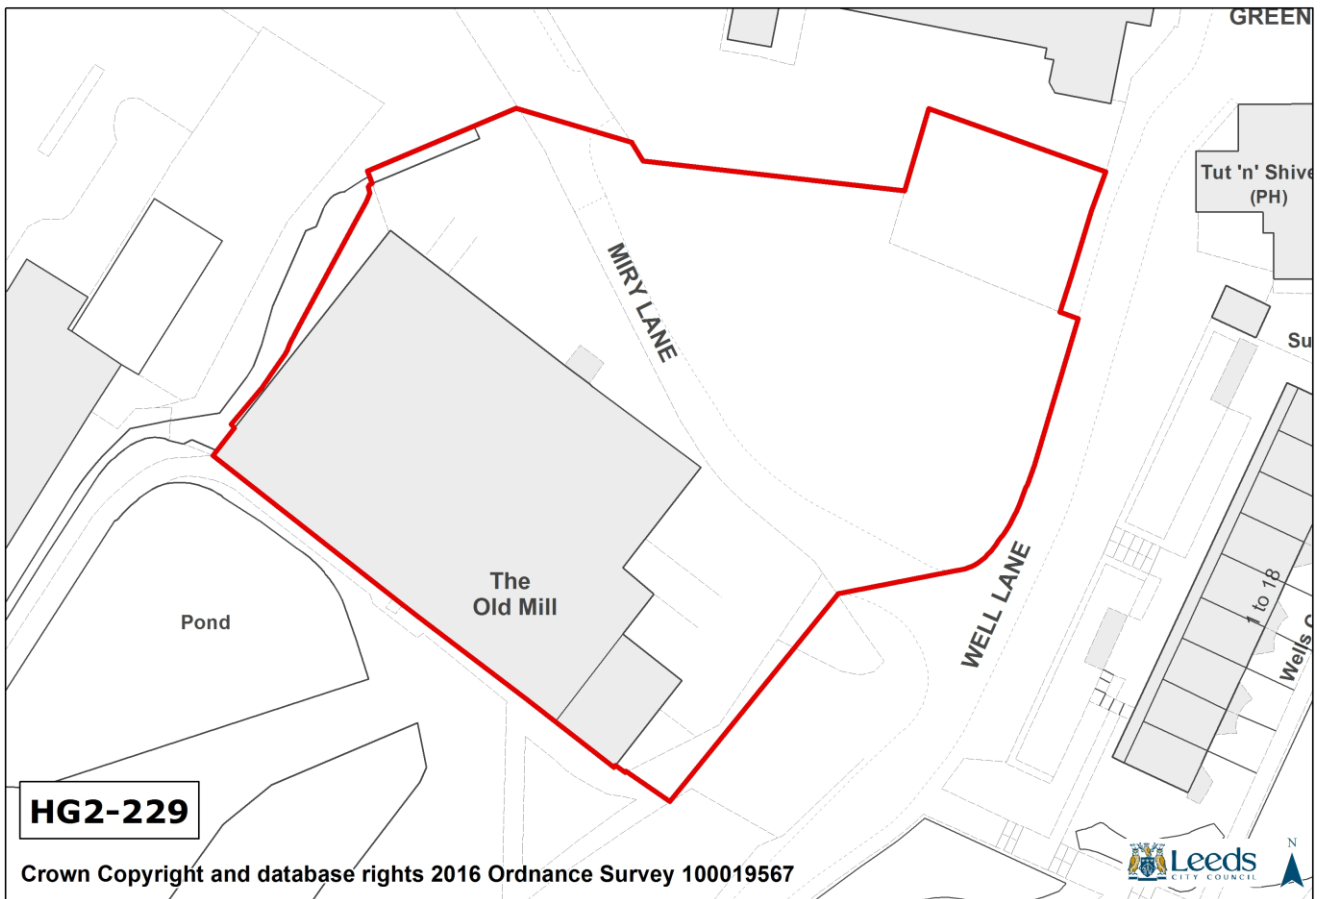 GREEN
Tut 'n' Shive
(PH)
MIRY LANE
Su
The
Old Mill
WELL LANE
1 to 18
Wells C
Pond
HG2-229
Crown Copyright and database rights 2016 Ordnance Survey 100019567
Leeds
CITY COUNCIL
N